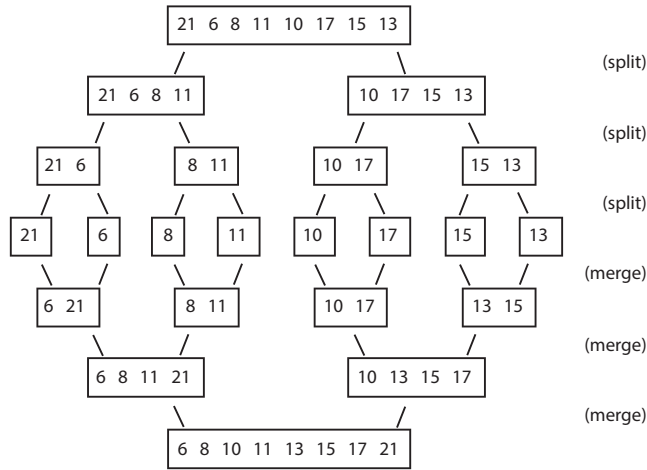 21 6 8 11 10 17 15 13
(split)
21 6 8 11 10 17 15 13
(split)
21 6 8 11 10 17 15 13
(split)
21 6 8 11 10 17 15 13
(merge)
6 21 8 11 10 17 13 15
(merge)
6 8 11 21 10 13 15 17
(merge)
6 8 10 11 13 15 17 21